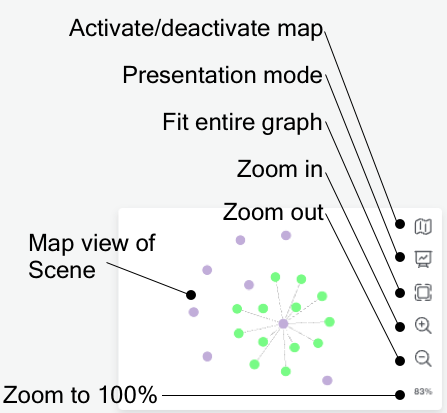 Activate/deactivate map
Presentation mode
Fit entire graph
Zoom in
Zoom out
Map view of
Scene
Zoom to 100%
83%